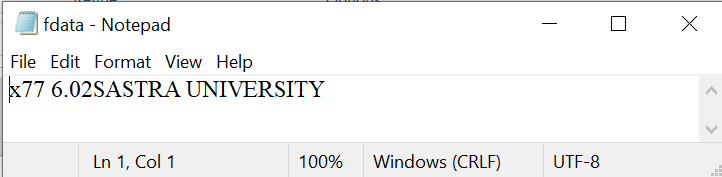 fdata - Notepad
File Edit Format View Help
x77 6.02SASTRA UNIVERSITY
Ln 1, Col 1 100% Windows (CRLF) UTF-8